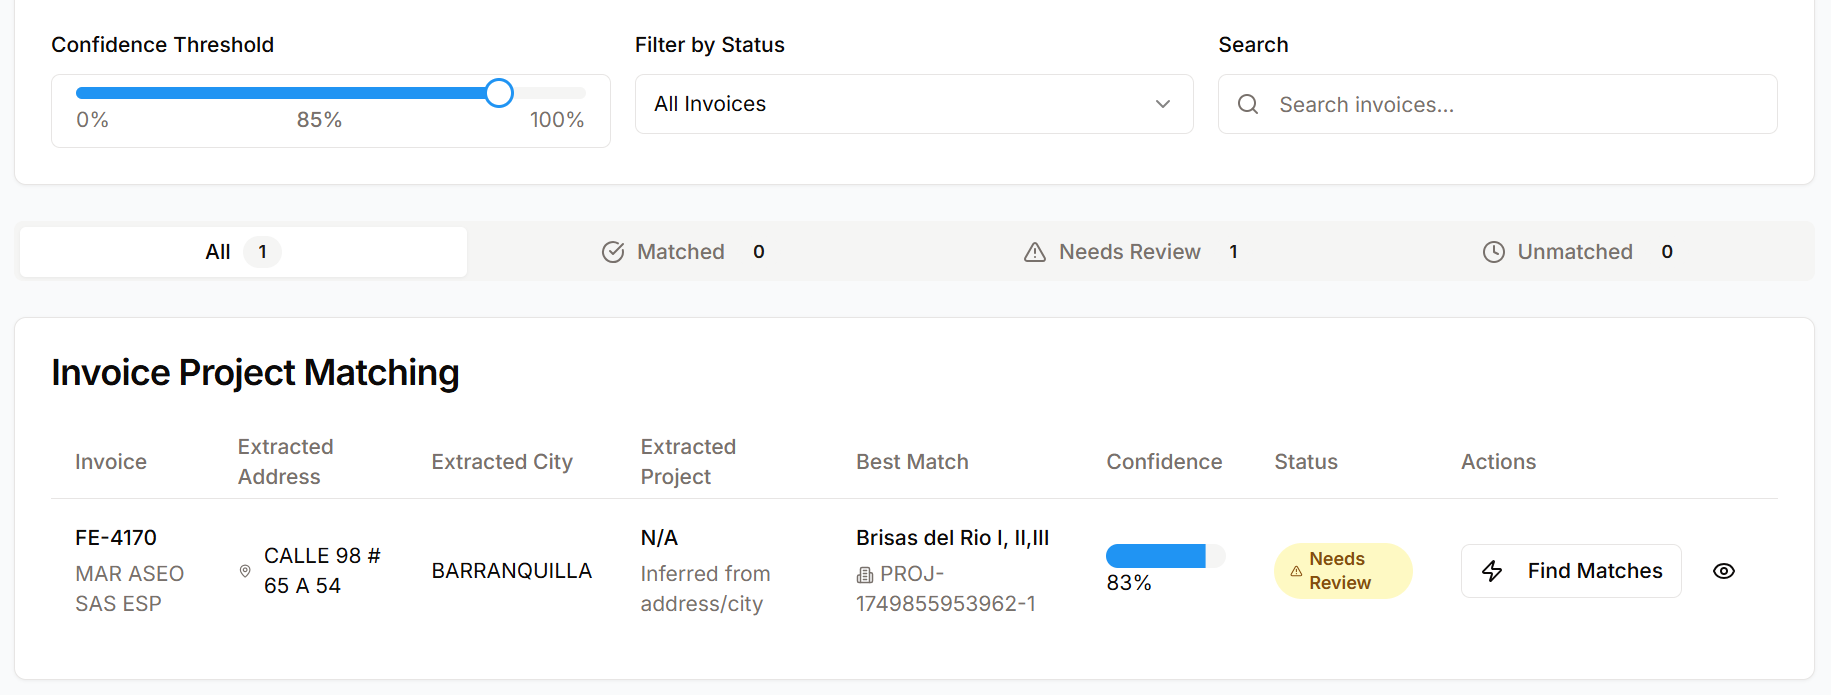 Confidence Threshold
Filter by Status
Search
0%
85%
100%
All Invoices
Search invoices...
All 1
Matched 0
Needs Review 1
Unmatched 0
Invoice Project Matching
Invoice
Extracted
Address
Extracted City
Extracted
Project
Best Match
Confidence
Status
Actions
FE-4170
MAR ASEO
SAS ESP
CALLE 98 #
65 A 54
BARRANQUILLA
N/A
Inferred from
address/city
Brisas del Rio I, II,III
PROJ-
1749855953962-1
83%
Needs
Review
Find Matches